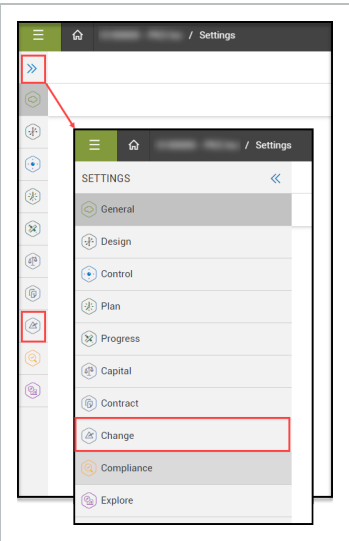 / Settings
/ Settings
SETTINGS
General
Design
Control
Plan
Progress
Capital
Contract
Change
Compliance
Explore